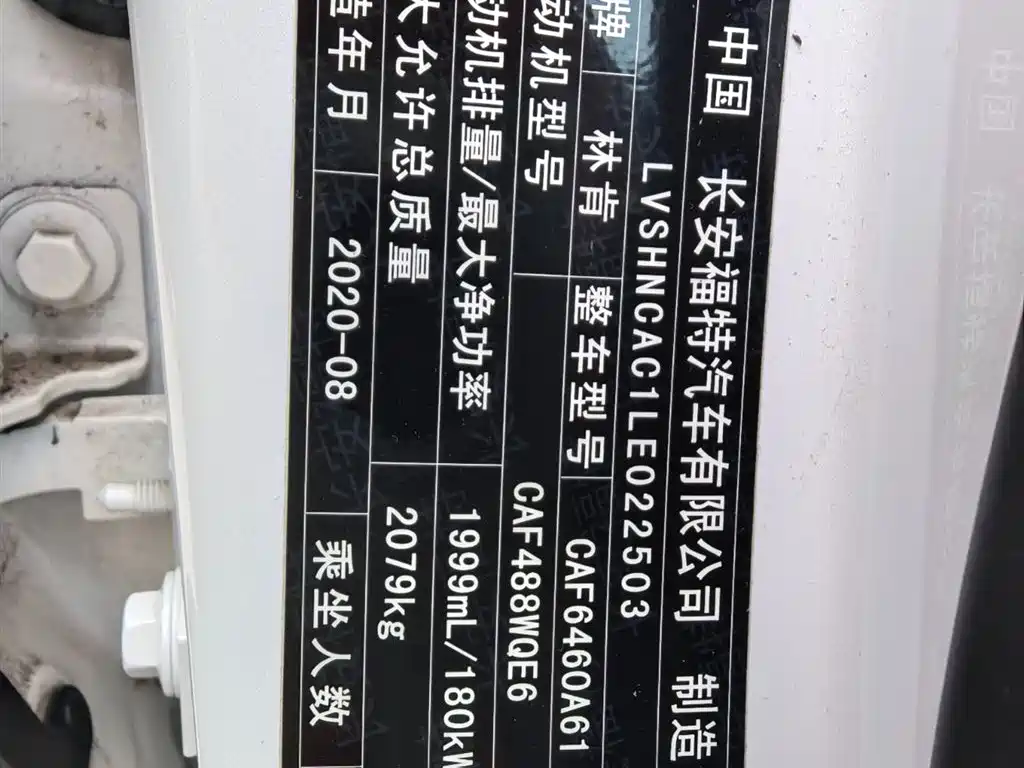 中国 长安福特汽车有限公司 制造
LVSHNCAC1LE022503
牌 林肯 整车型号 CAF6460A61
动机型号 CAF488WQE6
动机排量/最大净功率 1999mL/180kW
大允许总质量 2079kg
造年月 2020-08 乘坐人数